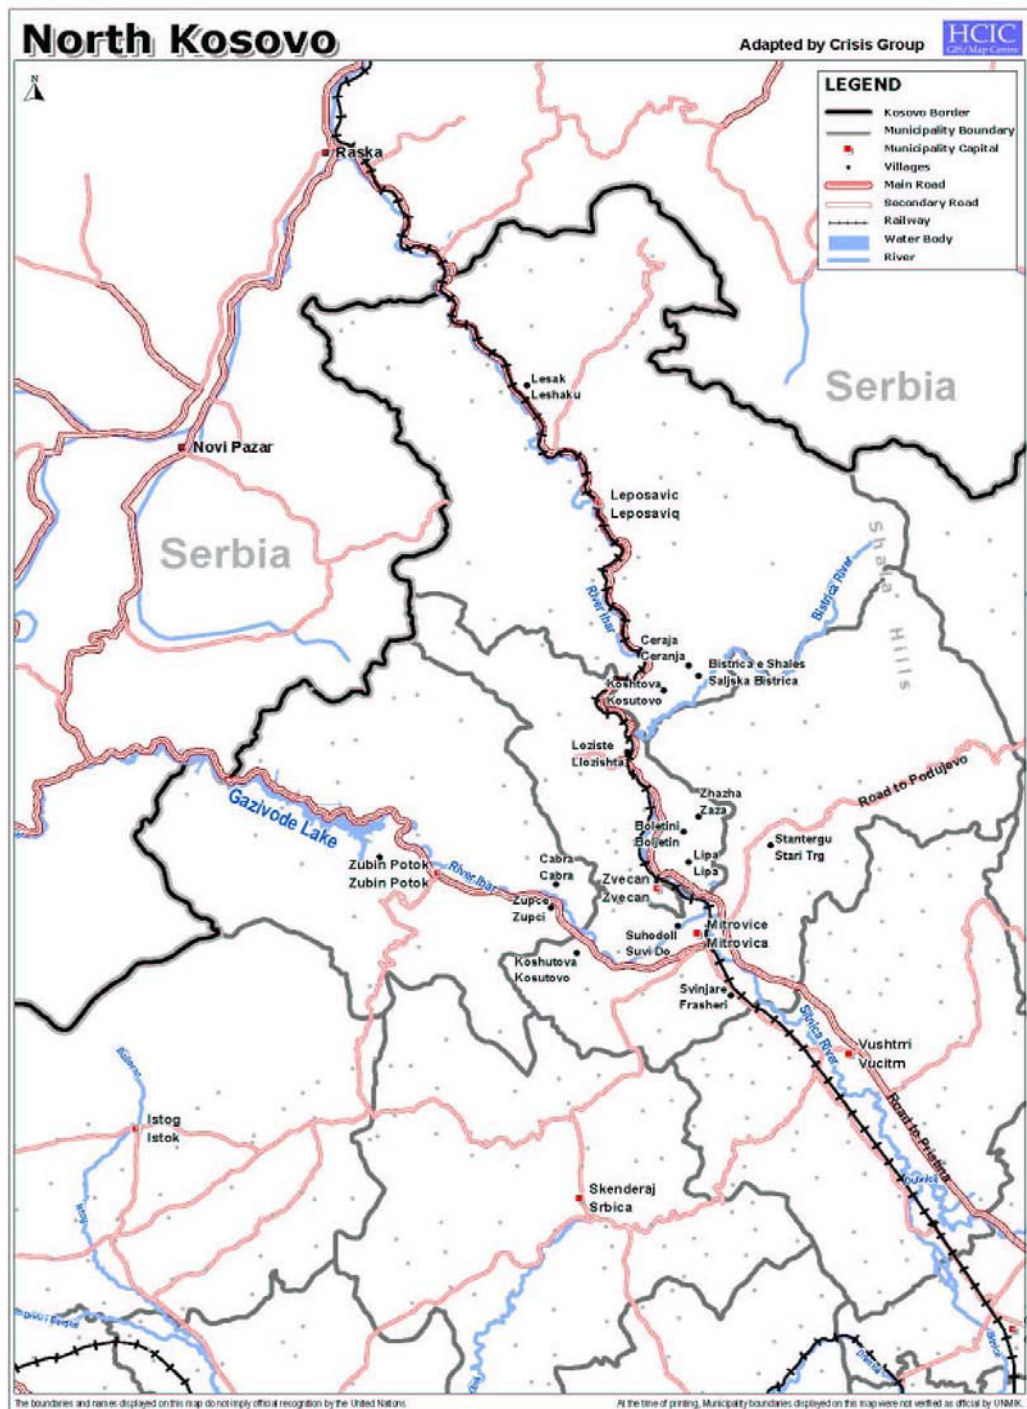 North Kosovo
Adapted by Crisis Group
HCIC
GIS/Map Centre
N
LEGEND
Kosovo Border
Municipality Boundary
Municipality Capital
Villages
Main Road
Secondary Road
Railway
Water Body
River
Raska
Serbia
Lesak
Leshaku
Novi Pazar
Leposavic
Leposaviq
Serbia
Shala Hills
Bistrica River
River Ibar
Ceraja
Ceranja
Bistrica e Shales
Saljska Bistrica
Koshtova
Kosutovo
Loziste
Llozishta
Road to Podujevo
Gazivode Lake
Zhazha
Zaza
Boletini
Boljetin
Stantergu
Stari Trg
Lipa
Lipa
Zubin Potok
Zubin Potok
River Ibar
Cabra
Cabra
Zvecan
Zvecan
Zupce
Zupci
Suhodoll
Suvi Do
Mitrovice
Mitrovica
Koshutova
Kosutovo
Svinjare
Frasheri
Sitnica River
Vushtrri
Vucitrn
Road to Pristina
Istog
Istok
Istog
Skenderaj
Srbica
The boundaries and names displayed on this map do not imply official recognition by the United Nations
At the time of printing, Municipality boundaries displayed on this map were not verified as official by UNMIK.